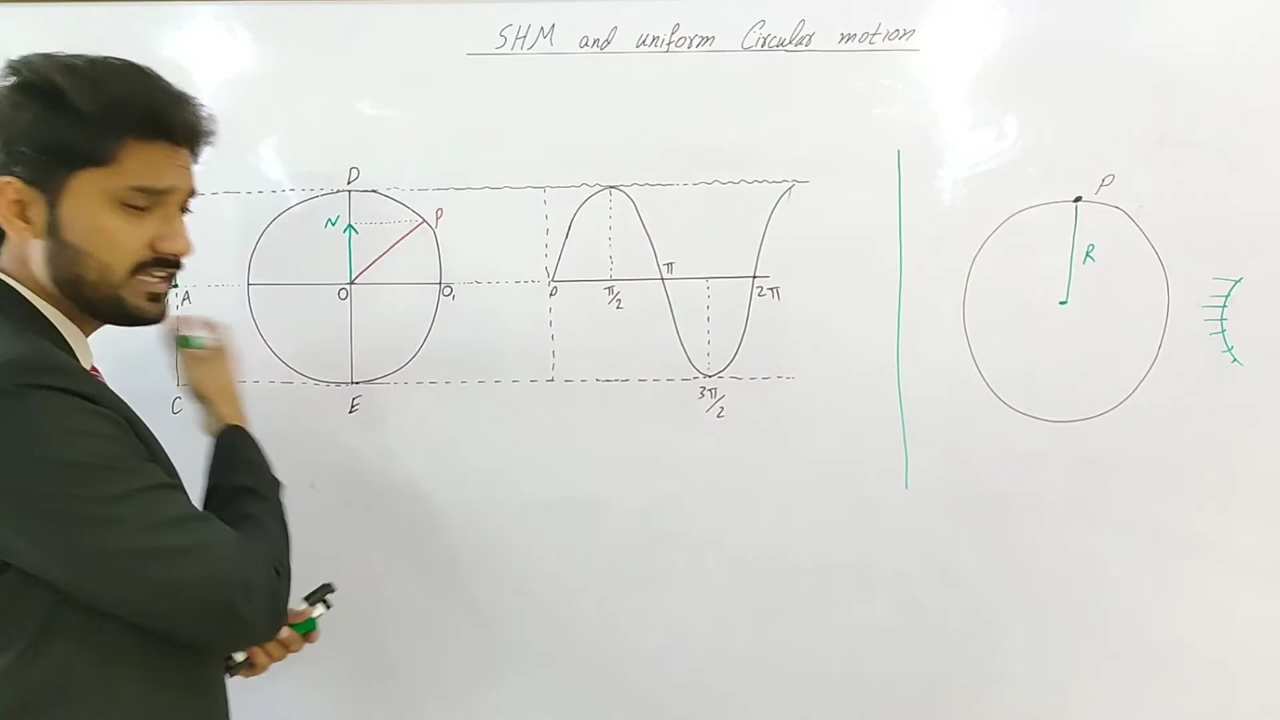 SHM and uniform Circular motion
D
N
P
A
O
O₁
C
E
O
π/2
π
3π/2
2π
P
R